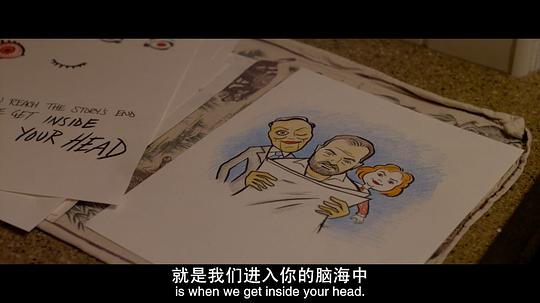 REACH THE STORY'S END
GET INSIDE
YOUR HEAD
就是我们进入你的脑海中
is when we get inside your head.